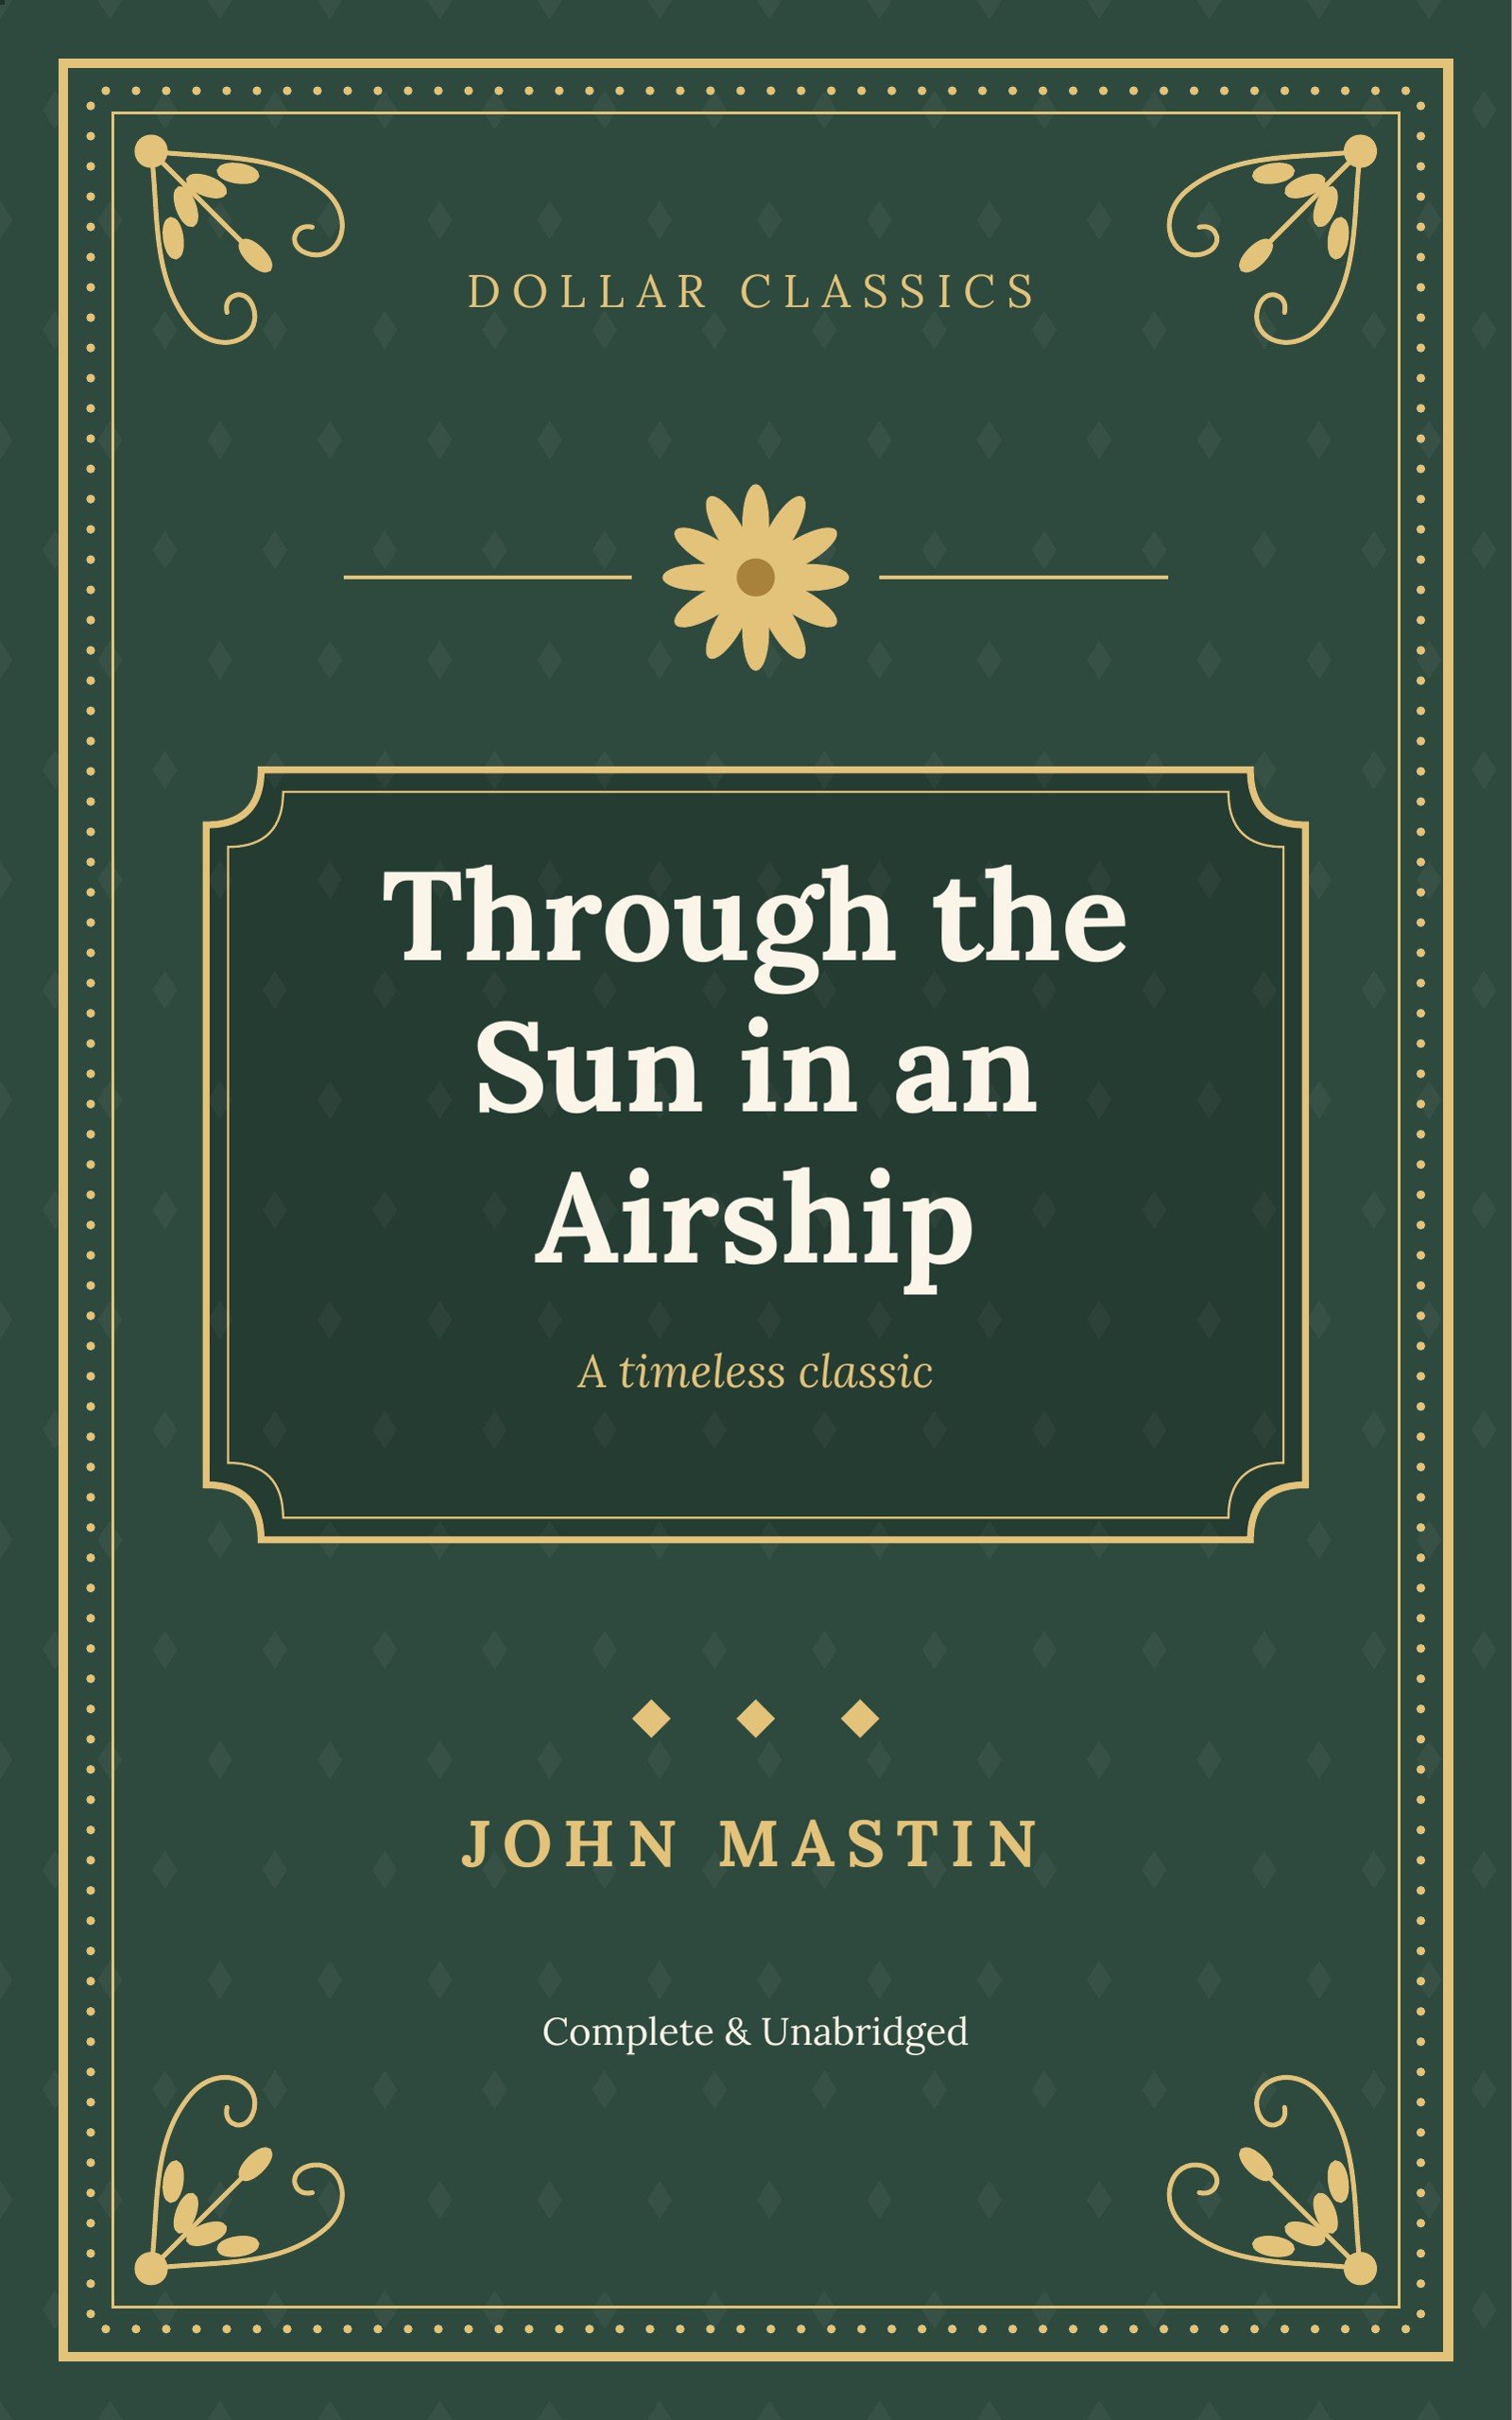 DOLLAR CLASSICS
Through the
Sun in an
Airship
A timeless classic
JOHN MASTIN
Complete & Unabridged